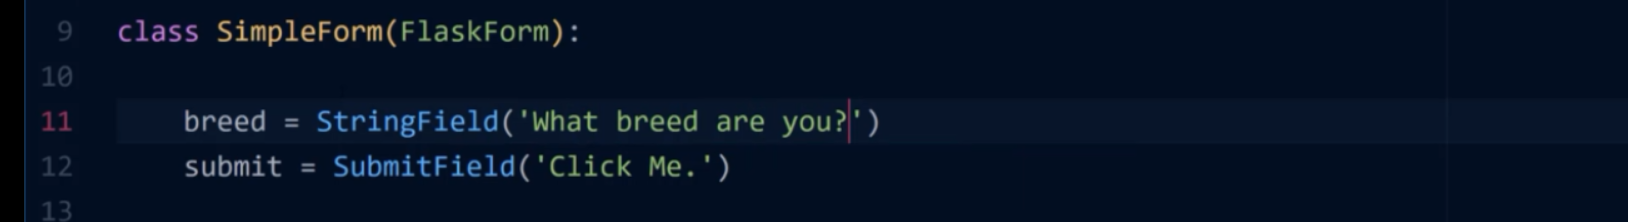 9 class SimpleForm(FlaskForm):
10
11 breed = StringField('What breed are you?')
12 submit = SubmitField('Click Me.')
13